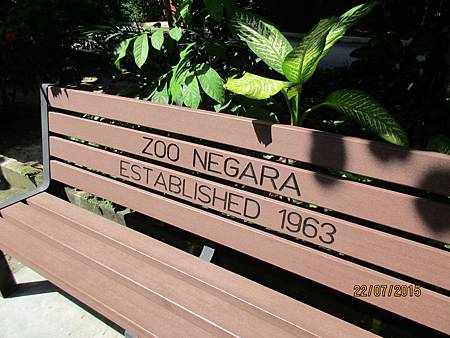 ZOO NEGARA
ESTABLISHED 1963
22/07/2015